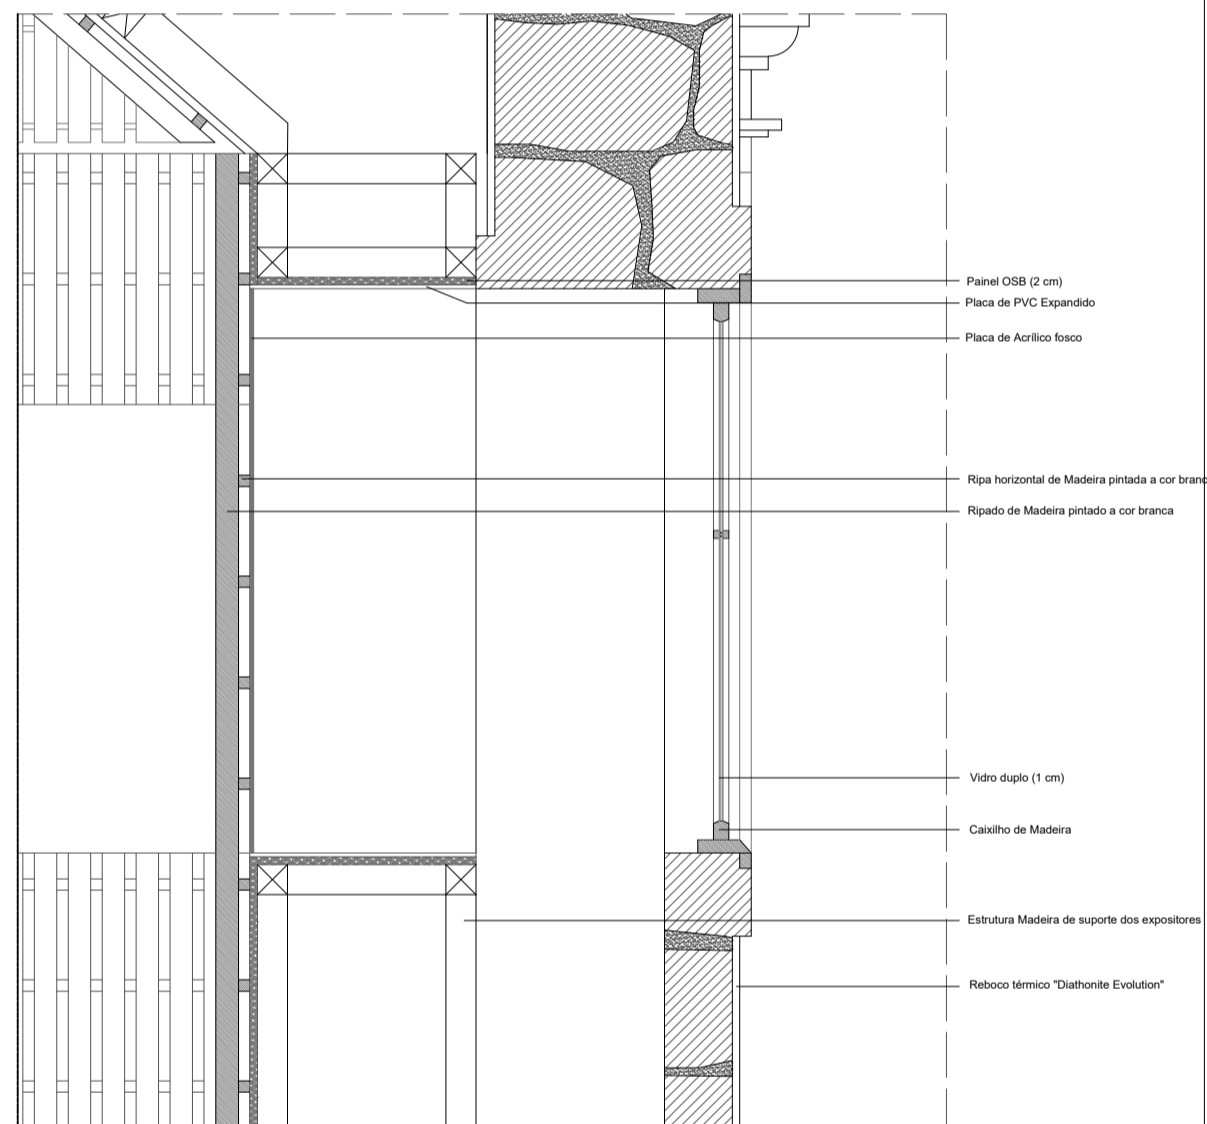 Painel OSB (2 cm)
Placa de PVC Expandido
Placa de Acrílico fosco
Ripa horizontal de Madeira pintada a cor branc
Ripado de Madeira pintado a cor branca
Vidro duplo (1 cm)
Caixilho de Madeira
Estrutura Madeira de suporte dos expositores
Reboco térmico "Diathonite Evolution"